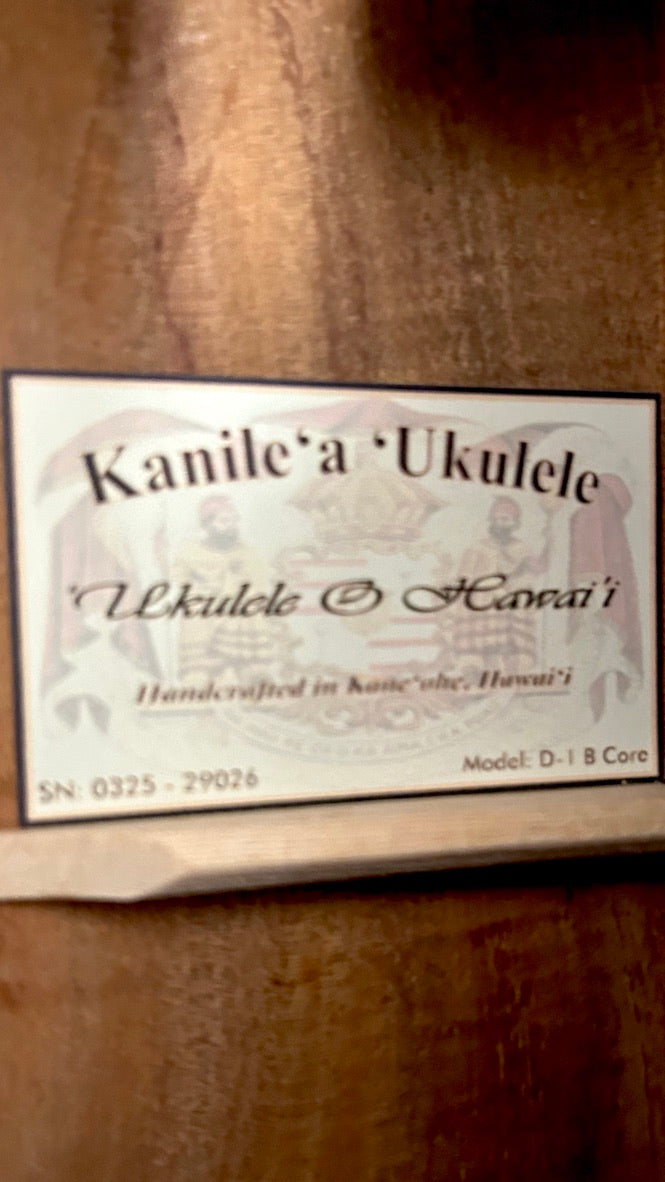 Kanile‘a ‘Ukulele
'Ukulele O Hawai'i
Handcrafted in Kane‘ohe, Hawai‘i
SN: 0325 - 29026
Model: D-1 B Core